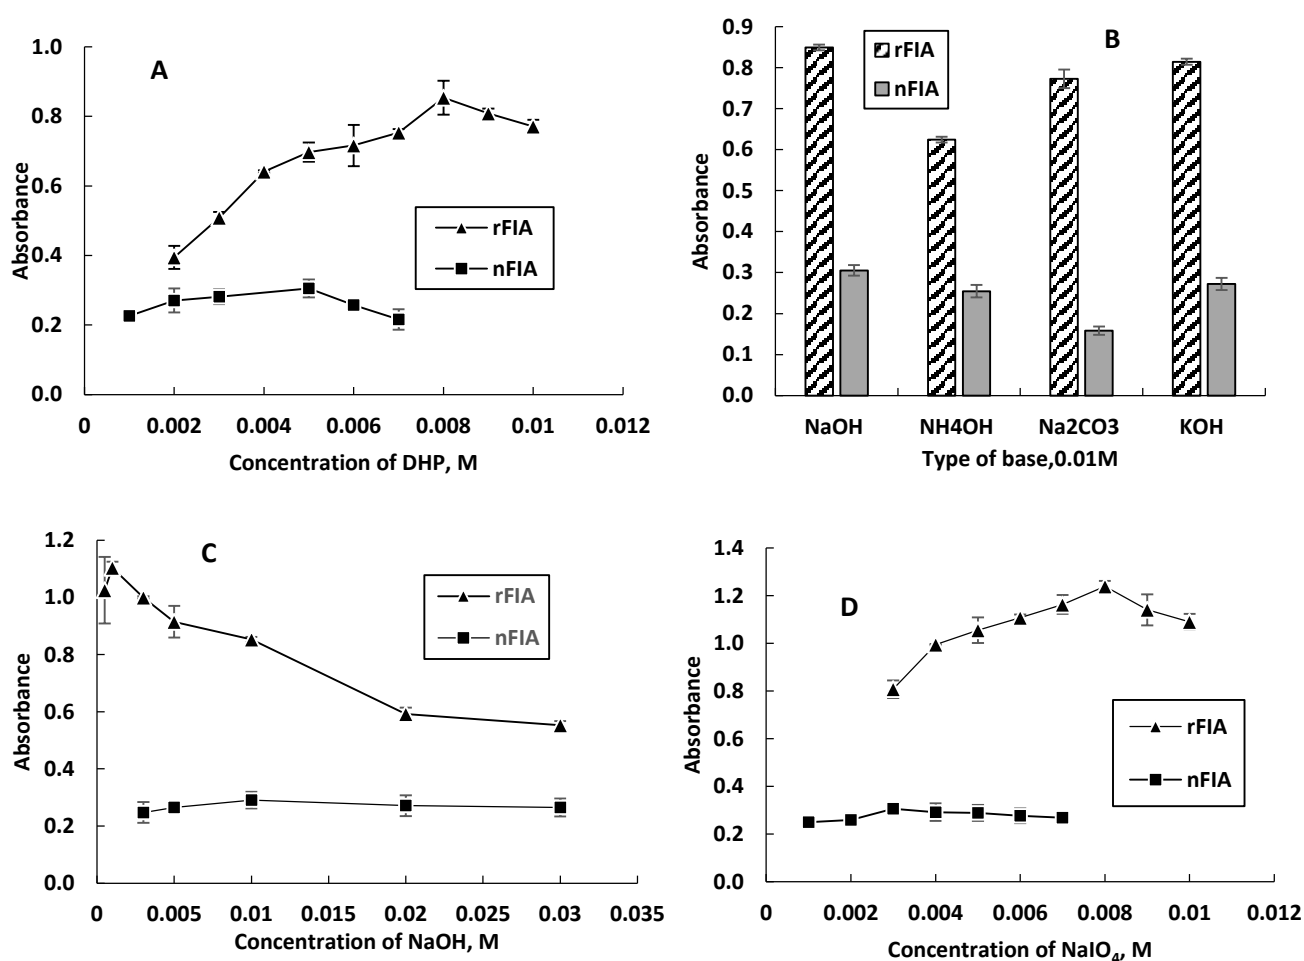 A
1.0
0.8
0.6
0.4
0.2
0.0
Absorbance
rFIA
nFIA
0 0.002 0.004 0.006 0.008 0.01 0.012
Concentration of DHP, M
B
0.9
0.8
0.7
0.6
0.5
0.4
0.3
0.2
0.1
0.0
Absorbance
rFIA
nFIA
NaOH NH4OH Na2CO3 KOH
Type of base,0.01M
C
1.2
1.0
0.8
0.6
0.4
0.2
0.0
Absorbance
rFIA
nFIA
0 0.005 0.01 0.015 0.02 0.025 0.03 0.035
Concentration of NaOH, M
D
1.4
1.2
1.0
0.8
0.6
0.4
0.2
0.0
Absorbance
rFIA
nFIA
0 0.002 0.004 0.006 0.008 0.01 0.012
Concentration of NaIO₄, M